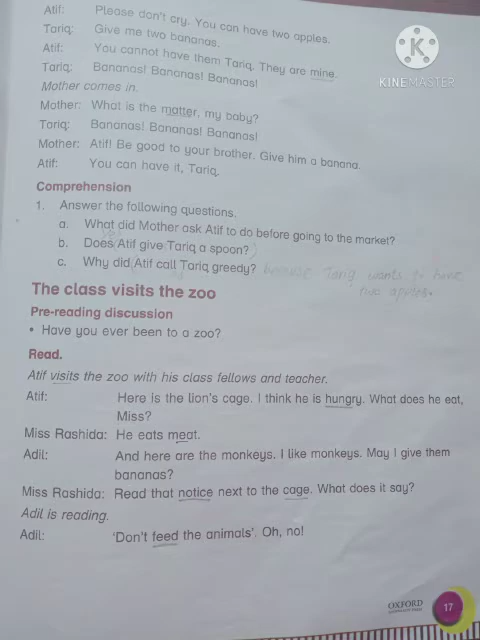 Atif: Please don't cry. You can have two apples.
Tariq: Give me two bananas.
Atif: You cannot have them Tariq. They are mine.
Tariq: Bananas! Bananas! Bananas!
Mother comes in.
Mother: What is the matter, my baby?
Tariq: Bananas! Bananas! Bananas!
Mother: Atif! Be good to your brother. Give him a banana.
Atif: You can have it, Tariq.
K
KINEMASTER
Comprehension
1. Answer the following questions.
a. What did Mother ask Atif to do before going to the market?
b. Does Atif give Tariq a spoon?
c. Why did Atif call Tariq greedy? because Tariq wants to have
two apples.
The class visits the zoo
Pre-reading discussion
• Have you ever been to a zoo?
Read.
Atif visits the zoo with his class fellows and teacher.
Atif: Here is the lion's cage. I think he is hungry. What does he eat,
Miss?
Miss Rashida: He eats meat.
Adil: And here are the monkeys. I like monkeys. May I give them
bananas?
Miss Rashida: Read that notice next to the cage. What does it say?
Adil is reading.
Adil: 'Don't feed the animals'. Oh, no!
OXFORD
17